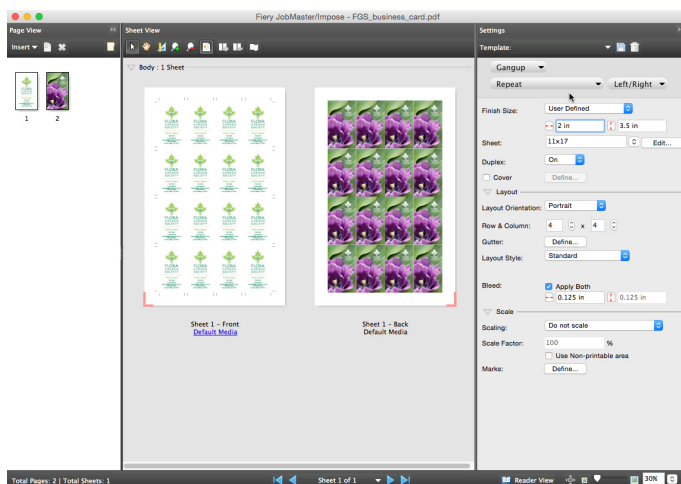 Fiery JobMaster/Impose - FGS_business_card.pdf
Page View
Sheet View
Settings
Insert
Template:
Body : 1 Sheet
Gangup
Repeat
Left/Right
1
2
Finish Size:
User Defined
2 in
3.5 in
Sheet:
11x17
Edit...
Duplex:
On
Cover
Define...
Layout
Layout Orientation:
Portrait
Row & Column:
4 x 4
Gutter:
Define...
Layout Style:
Standard
Bleed:
Apply Both
0.125 in
0.125 in
Scale
Scaling:
Do not scale
Scale Factor:
100 %
Use Non-printable area
Marks:
Define...
FLORA
GARDEN
SOCIETY
Sheet 1 - Front
Default Media
Sheet 1 - Back
Default Media
Total Pages: 2 | Total Sheets: 1
Sheet 1 of 1
Reader View
30%